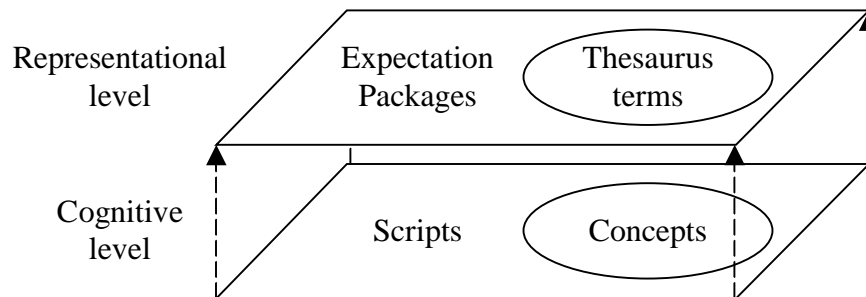 Representational
level
Expectation
Packages
Thesaurus
terms
Cognitive
level
Scripts
Concepts